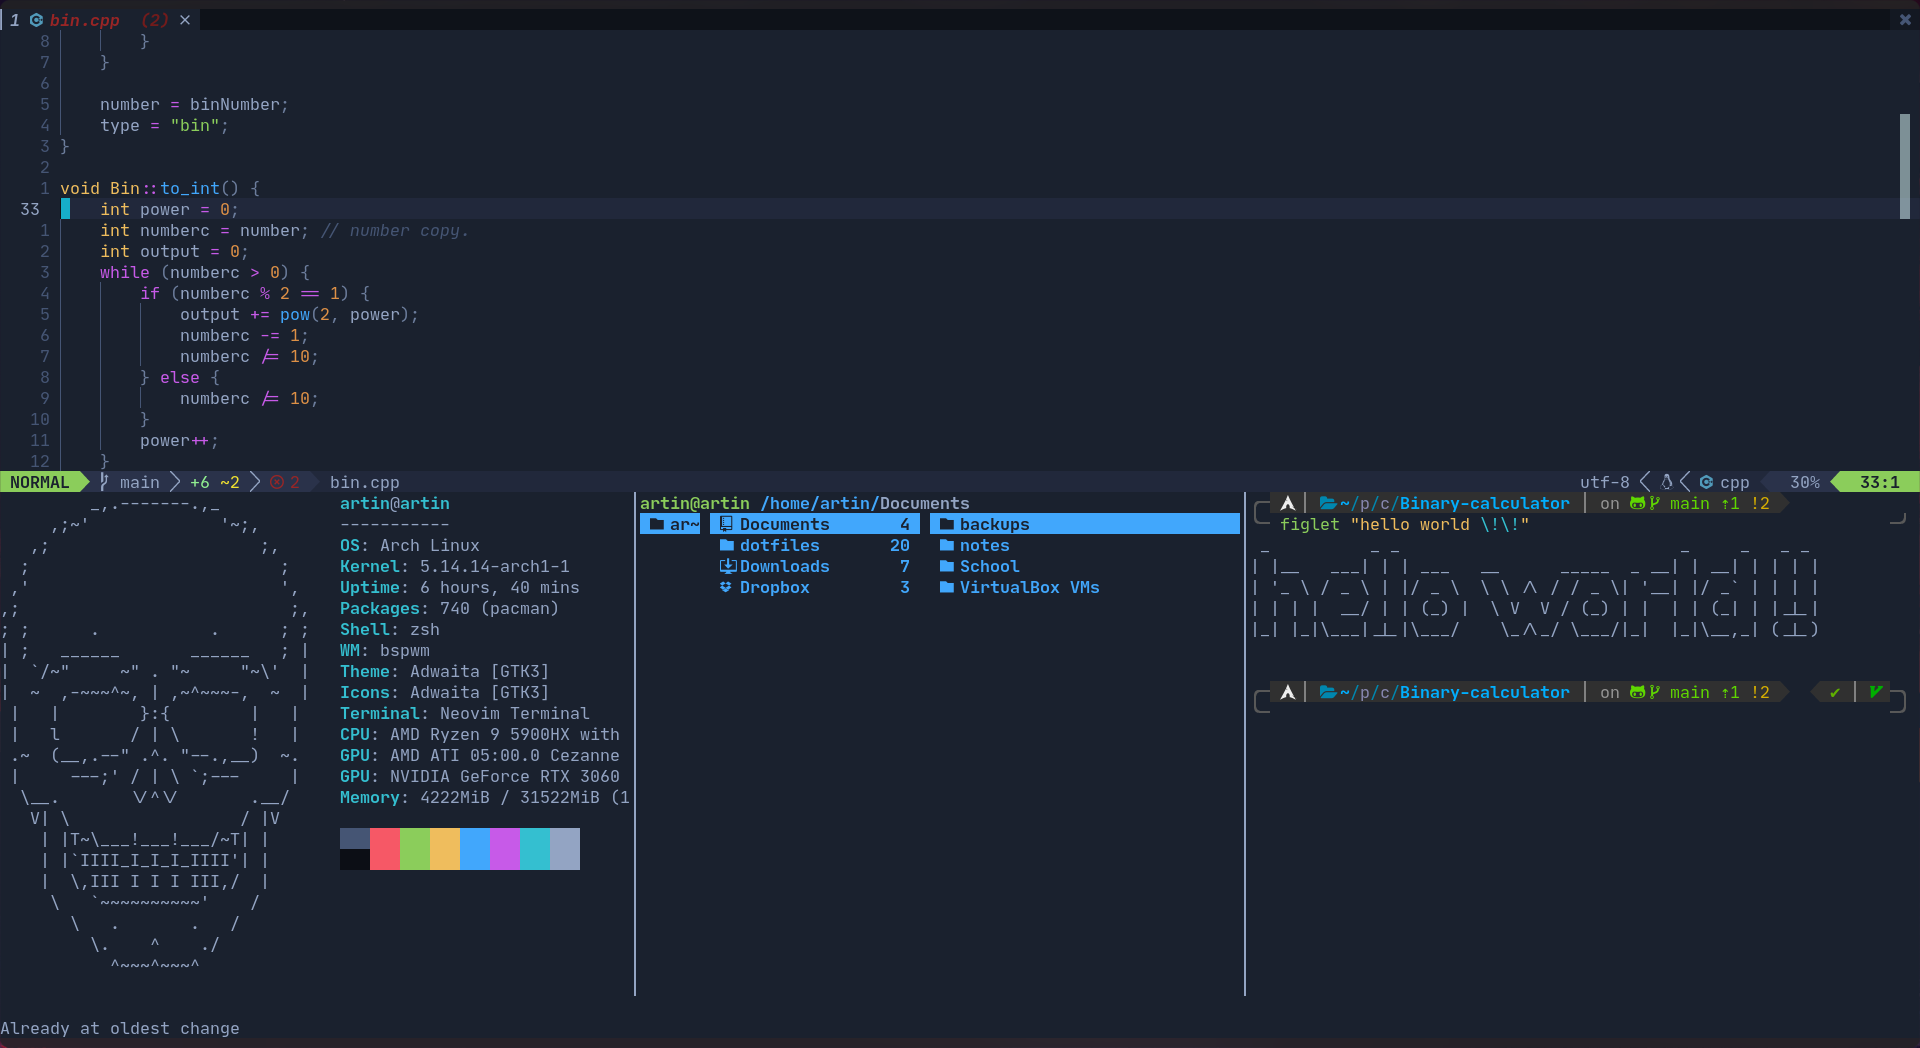 1 bin.cpp (2) ×
8 }
7 }
6
5 number = binNumber;
4 type = "bin";
3 }
2
1 void Bin::to_int() {
33 int power = 0;
1 int numberc = number; // number copy.
2 int output = 0;
3 while (numberc > 0) {
4 if (numberc % 2 == 1) {
5 output += pow(2, power);
6 numberc -= 1;
7 numberc /= 10;
8 } else {
9 numberc /= 10;
10 }
11 power++;
12 }
NORMAL main +6 ~2 2 bin.cpp utf-8 cpp 30% 33:1
artin@artin
-----------
OS: Arch Linux
Kernel: 5.14.14-arch1-1
Uptime: 6 hours, 40 mins
Packages: 740 (pacman)
Shell: zsh
WM: bspwm
Theme: Adwaita [GTK3]
Icons: Adwaita [GTK3]
Terminal: Neovim Terminal
CPU: AMD Ryzen 9 5900HX with
GPU: AMD ATI 05:00.0 Cezanne
GPU: NVIDIA GeForce RTX 3060
Memory: 4222MiB / 31522MiB (1
artin@artin /home/artin/Documents
ar~ Documents 4 backups
dotfiles 20 notes
Downloads 7 School
Dropbox 3 VirtualBox VMs
~/p/c/Binary-calculator on main ⇡1 !2
figlet "hello world \!\!"
hello world!!
~/p/c/Binary-calculator on main ⇡1 !2 ✔
Already at oldest change